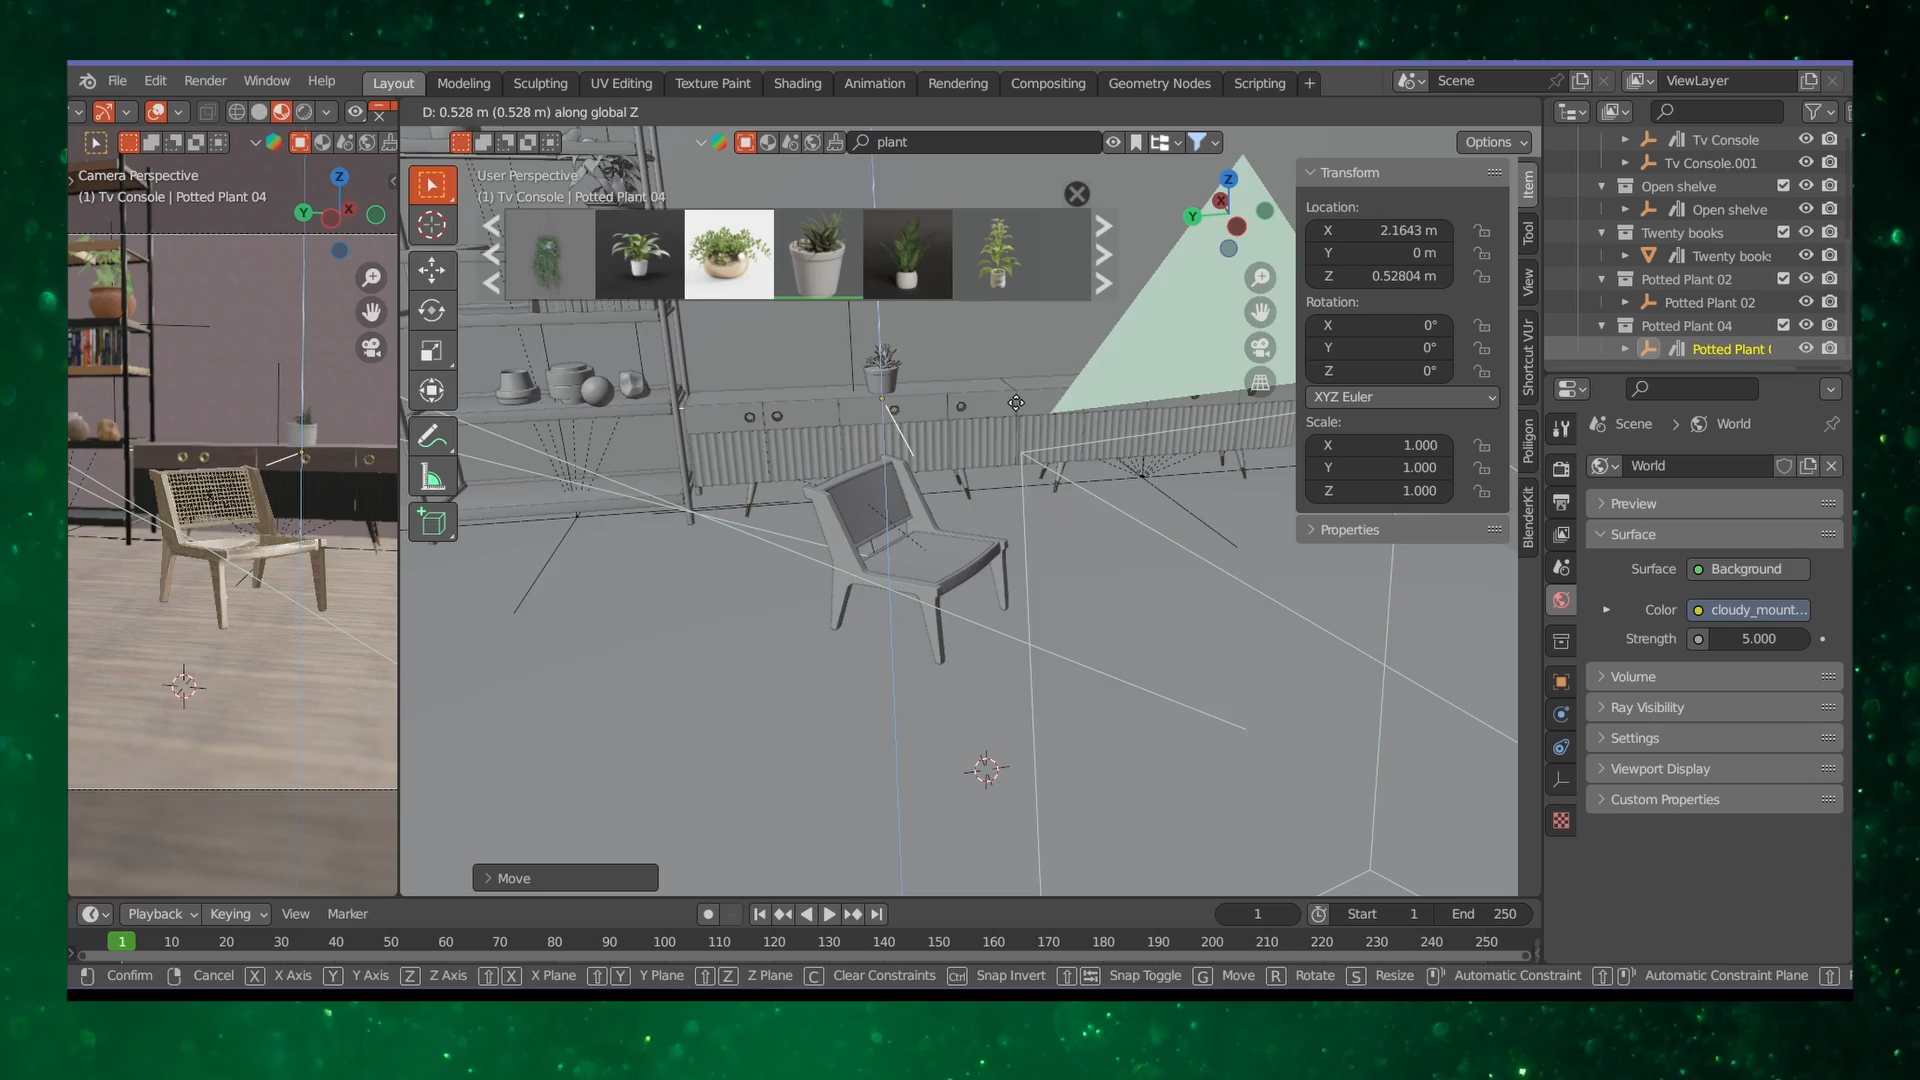 File Edit Render Window Help Layout Modeling Sculpting UV Editing Texture Paint Shading Animation Rendering Compositing Geometry Nodes Scripting + Scene ViewLayer
D: 0.528 m (0.528 m) along global Z
plant
Options
Camera Perspective
(1) Tv Console | Potted Plant 04
User Perspective
(1) Tv Console | Potted Plant 04
Z
Y
X
Z
X
Y
Transform
Location:
X 2.1643 m
Y 0 m
Z 0.52804 m
Rotation:
X 0°
Y 0°
Z 0°
XYZ Euler
Scale:
X 1.000
Y 1.000
Z 1.000
Properties
Item
Tool
View
Shortcut VUr
Poliigon
BlenderKit
Tv Console
Tv Console.001
Open shelve
Open shelve
Twenty books
Twenty books
Potted Plant 02
Potted Plant 02
Potted Plant 04
Potted Plant
Scene > World
World
Preview
Surface
Surface Background
Color cloudy_mount...
Strength 5.000
Volume
Ray Visibility
Settings
Viewport Display
Custom Properties
Move
Playback Keying View Marker
1 Start 1 End 250
1 10 20 30 40 50 60 70 80 90 100 110 120 130 140 150 160 170 180 190 200 210 220 230 240 250
Confirm Cancel X X Axis Y Y Axis Z Z Axis X X Plane Y Y Plane Z Z Plane C Clear Constraints Ctrl Snap Invert Snap Toggle G Move R Rotate S Resize Automatic Constraint Automatic Constraint Plane